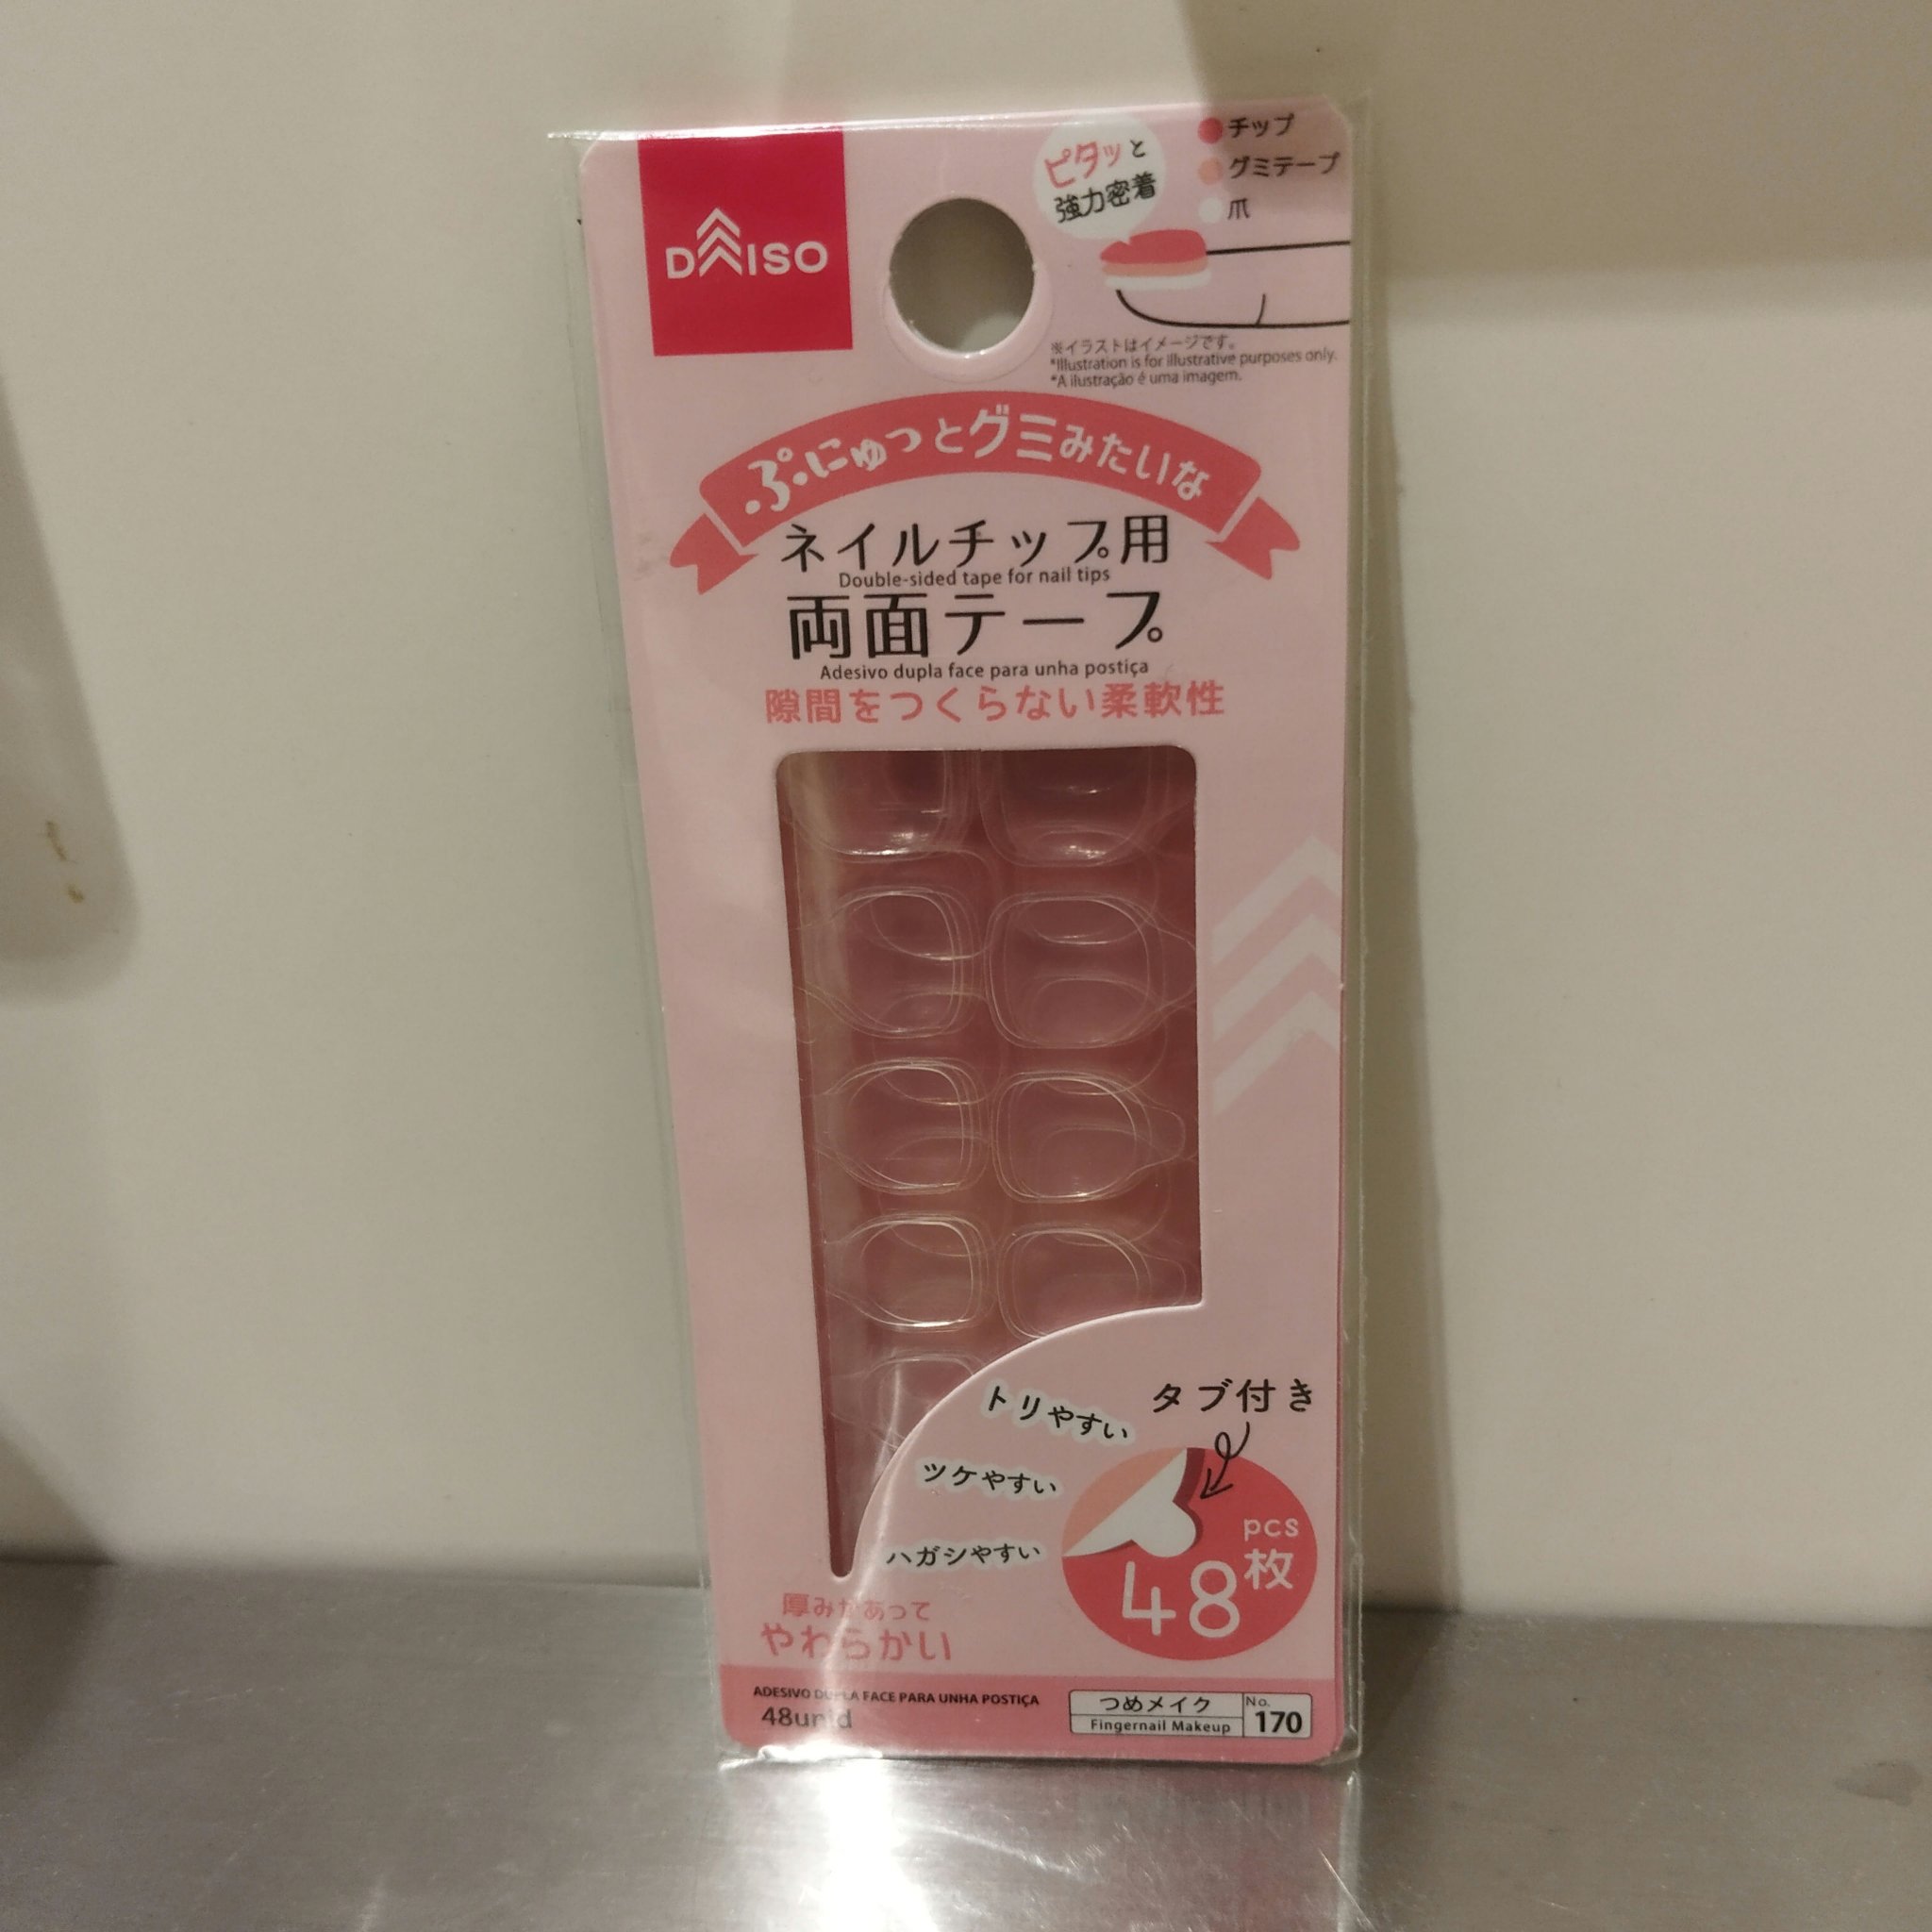 DAISO
ピタッと
強力密着
チップ
グミテープ
爪
※イラストはイメージです。
*Illustration is for illustrative purposes only.
*A ilustração é uma imagem.
ぷにゅっとグミみたいな
ネイルチップ用
Double-sided tape for nail tips
両面テープ
Adesivo dupla face para unha postiça
隙間をつくらない柔軟性
トリやすい
ツケやすい
ハガシやすい
タブ付き
pcs
48枚
厚みがあって
やわらかい
ADESIVO DUPLA FACE PARA UNHA POSTIÇA
48unid
つめメイク
Fingernail Makeup
No.
170